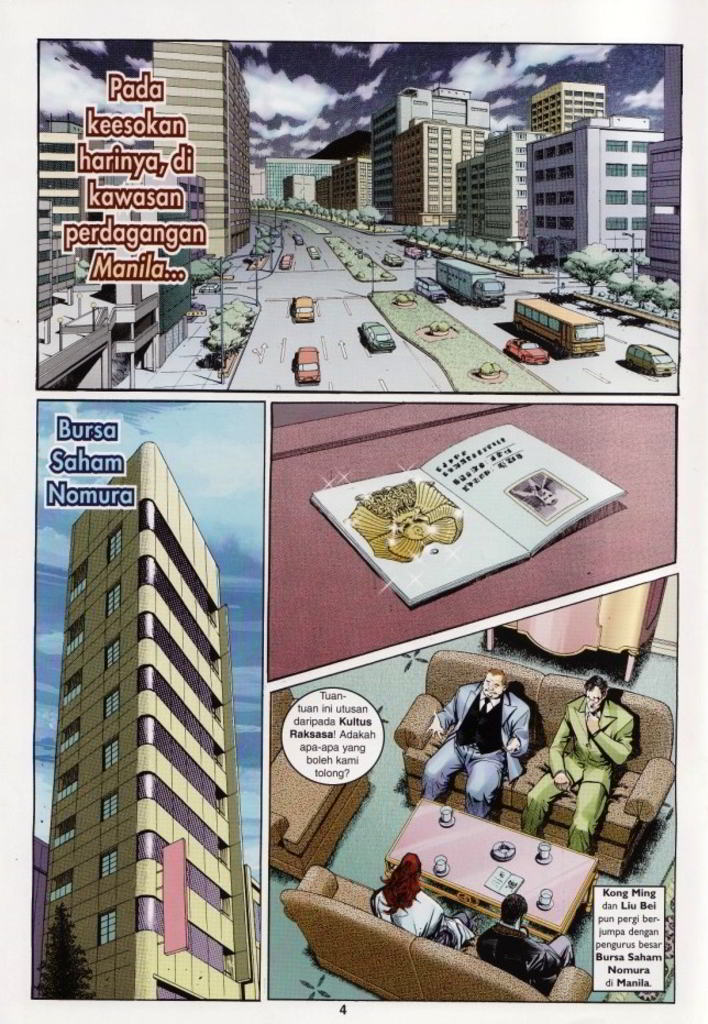 Pada
keesokan
harinya, di
kawasan
perdagangan
Manila...
Bursa
Saham
Nomura
Tuan-
tuan ini utusan
daripada Kultus
Raksasa! Adakah
apa-apa yang
boleh kami
tolong?
Kong Ming
dan Liu Bei
pun pergi ber-
jumpa dengan
pengurus besar
Bursa Saham
Nomura
di Manila.
4